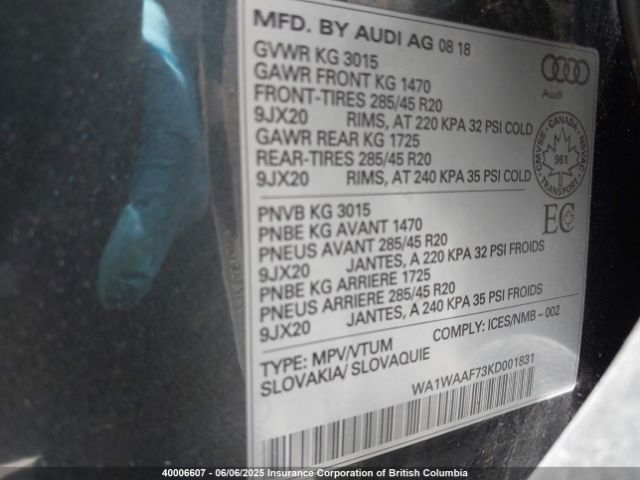 MFD. BY AUDI AG 08 18
GVWR KG 3015
GAWR FRONT KG 1470
FRONT-TIRES 285/45 R20
9JX20 RIMS, AT 220 KPA 32 PSI COLD
GAWR REAR KG 1725
REAR-TIRES 285/45 R20
9JX20 RIMS, AT 240 KPA 35 PSI COLD
Audi
CMVSS - CANADA - NSVAC
961
TRANSPORT
EC
PNVB KG 3015
PNBE KG AVANT 1470
PNEUS AVANT 285/45 R20
9JX20 JANTES, A 220 KPA 32 PSI FROIDS
PNBE KG ARRIERE 1725
PNEUS ARRIERE 285/45 R20
9JX20 JANTES, A 240 KPA 35 PSI FROIDS
COMPLY: ICES/NMB-002
TYPE: MPV/VTUM
SLOVAKIA/ SLOVAQUIE
WA1WAAF73KD001831
40006607 - 06/06/2025 Insurance Corporation of British Columbia